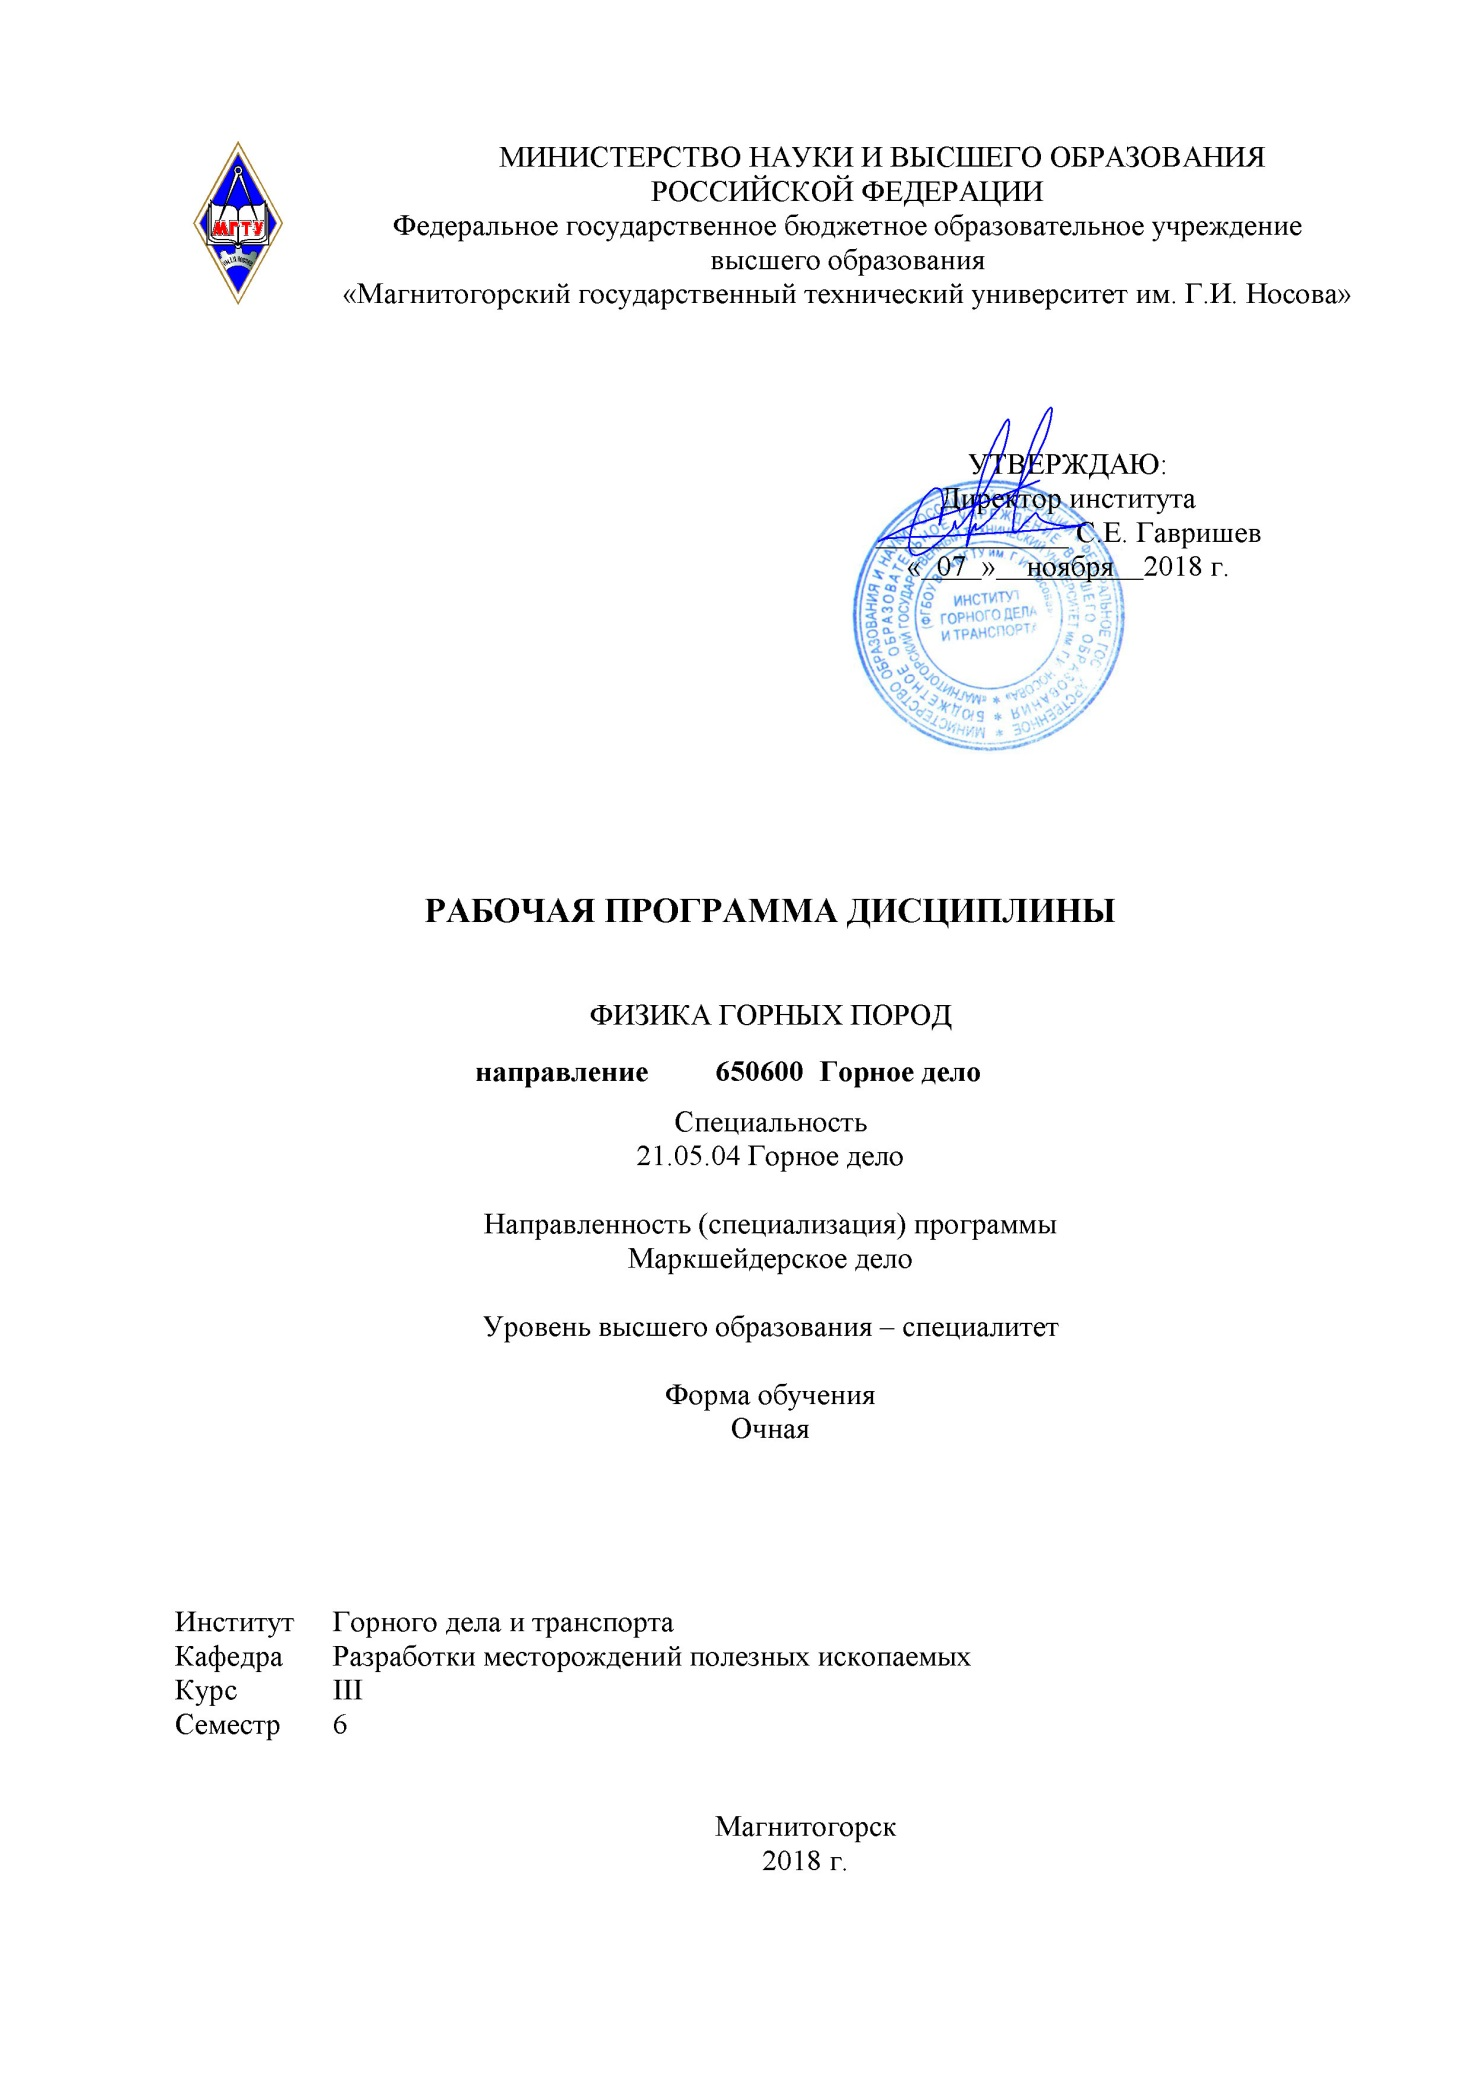 МИНИСТЕРСТВО НАУКИ И ВЫСШЕГО ОБРАЗОВАНИЯ
РОССИЙСКОЙ ФЕДЕРАЦИИ
Федеральное государственное бюджетное образовательное учреждение
высшего образования
«Магнитогорский государственный технический университет им. Г.И. Носова»
МГТУ
УТВЕРЖДАЮ:
Директор института
_____________ С.Е. Гавришев
«_07_»__ноября__2018 г.
ИНСТИТУТ
ГОРНОГО ДЕЛА
И ТРАНСПОРТА
РАБОЧАЯ ПРОГРАММА ДИСЦИПЛИНЫ
ФИЗИКА ГОРНЫХ ПОРОД
направление 650600 Горное дело
Специальность
21.05.04 Горное дело
Направленность (специализация) программы
Маркшейдерское дело
Уровень высшего образования – специалитет
Форма обучения
Очная
Институт Горного дела и транспорта
Кафедра Разработки месторождений полезных ископаемых
Курс III
Семестр 6
Магнитогорск
2018 г.